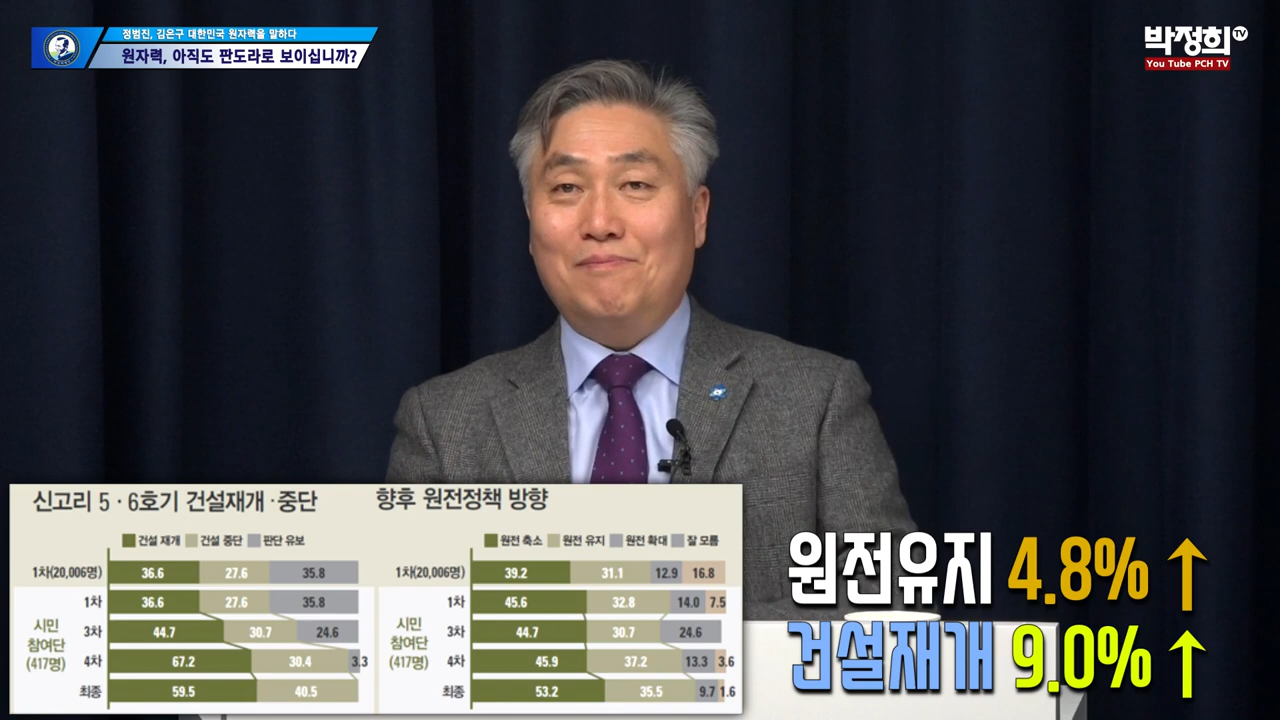 정범진, 김은구 대한민국 원자력을 말하다
원자력, 아직도 판도라로 보이십니까?
박정희TV
You Tube PCH TV
신고리 5·6호기 건설재개·중단
건설 재개 건설 중단 판단 유보
1차(20,006명) 36.6 27.6 35.8
시민 참여단 (417명)
1차 36.6 27.6 35.8
3차 44.7 30.7 24.6
4차 67.2 30.4 3.3
최종 59.5 40.5
향후 원전정책 방향
원전 축소 원전 유지 원전 확대 잘 모름
1차(20,006명) 39.2 31.1 12.9 16.8
시민 참여단 (417명)
1차 45.6 32.8 14.0 7.5
3차 44.7 30.7 24.6
4차 45.9 37.2 13.3 3.6
최종 53.2 35.5 9.7 1.6
원전유지 4.8% ↑
건설재개 9.0% ↑